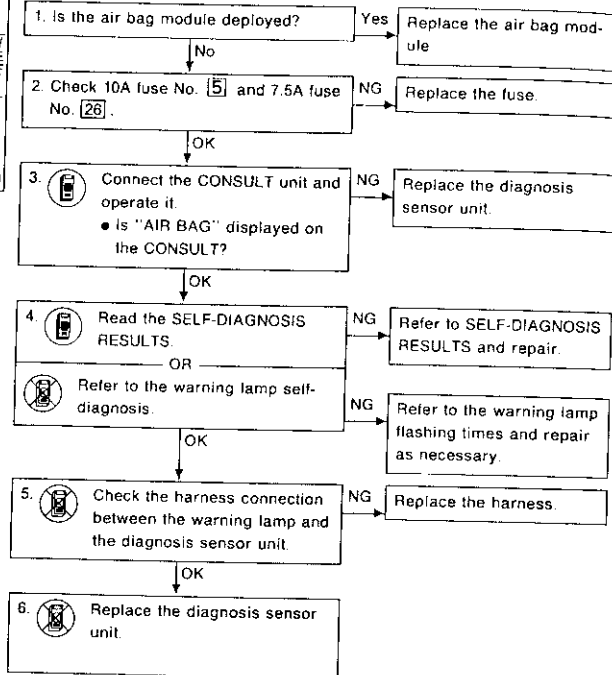 1. Is the air bag module deployed?
Yes
Replace the air bag mod-
ule
No
2. Check 10A fuse No. 5 and 7.5A fuse
No. 26.
NG
Replace the fuse.
OK
3. Connect the CONSULT unit and
operate it.
• Is "AIR BAG" displayed on
the CONSULT?
NG
Replace the diagnosis
sensor unit.
OK
4. Read the SELF-DIAGNOSIS
RESULTS.
NG
Refer to SELF-DIAGNOSIS
RESULTS and repair.
OR
Refer to the warning lamp self-
diagnosis.
NG
Refer to the warning lamp
flashing times and repair
as necessary.
OK
5. Check the harness connection
between the warning lamp and
the diagnosis sensor unit.
NG
Replace the harness.
OK
6. Replace the diagnosis sensor
unit.